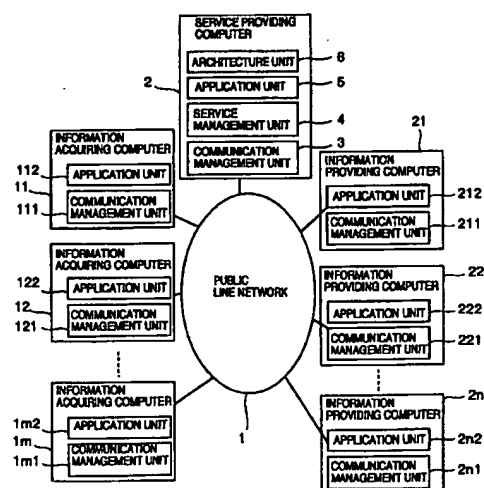 SERVICE PROVIDING
COMPUTER
ARCHITECTURE UNIT
6
APPLICATION UNIT
5
2
SERVICE
MANAGEMENT UNIT
4
COMMUNICATION
MANAGEMENT UNIT
3
INFORMATION
ACQUIRING COMPUTER
112
APPLICATION UNIT
11
COMMUNICATION
MANAGEMENT UNIT
111
INFORMATION
ACQUIRING COMPUTER
122
APPLICATION UNIT
12
COMMUNICATION
MANAGEMENT UNIT
121
INFORMATION
ACQUIRING COMPUTER
1m2
APPLICATION UNIT
1m
COMMUNICATION
MANAGEMENT UNIT
1m1
PUBLIC
LINE NETWORK
1
21
INFORMATION
PROVIDING COMPUTER
APPLICATION UNIT
212
COMMUNICATION
MANAGEMENT UNIT
211
INFORMATION
PROVIDING COMPUTER
22
APPLICATION UNIT
222
COMMUNICATION
MANAGEMENT UNIT
221
INFORMATION
PROVIDING COMPUTER
2n
APPLICATION UNIT
2n2
COMMUNICATION
MANAGEMENT UNIT
2n1